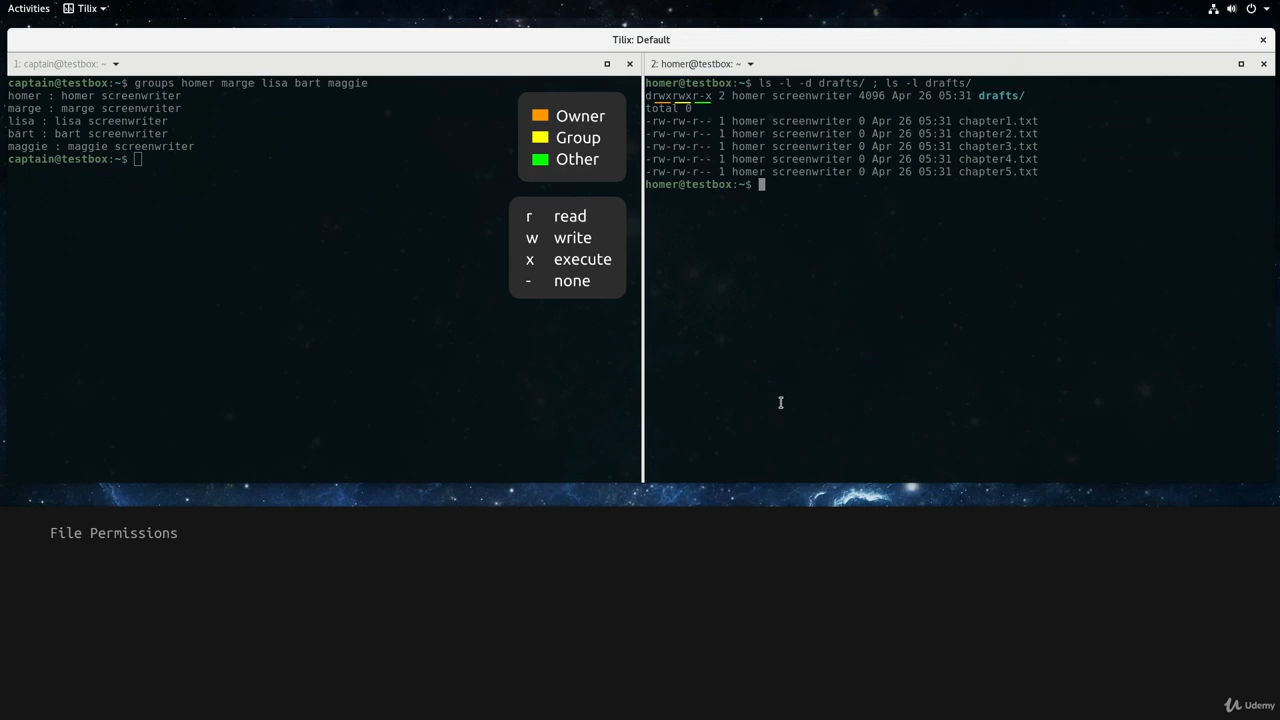 Activities Tilix
Tilix: Default
1: captain@testbox: ~
captain@testbox:~$ groups homer marge lisa bart maggie
homer : homer screenwriter
marge : marge screenwriter
lisa : lisa screenwriter
bart : bart screenwriter
maggie : maggie screenwriter
captain@testbox:~$
Owner
Group
Other
r read
w write
x execute
- none
2: homer@testbox: ~
homer@testbox:~$ ls -l -d drafts/ ; ls -l drafts/
drwxrwxr-x 2 homer screenwriter 4096 Apr 26 05:31 drafts/
total 0
-rw-rw-r-- 1 homer screenwriter 0 Apr 26 05:31 chapter1.txt
-rw-rw-r-- 1 homer screenwriter 0 Apr 26 05:31 chapter2.txt
-rw-rw-r-- 1 homer screenwriter 0 Apr 26 05:31 chapter3.txt
-rw-rw-r-- 1 homer screenwriter 0 Apr 26 05:31 chapter4.txt
-rw-rw-r-- 1 homer screenwriter 0 Apr 26 05:31 chapter5.txt
homer@testbox:~$
File Permissions
Udemy